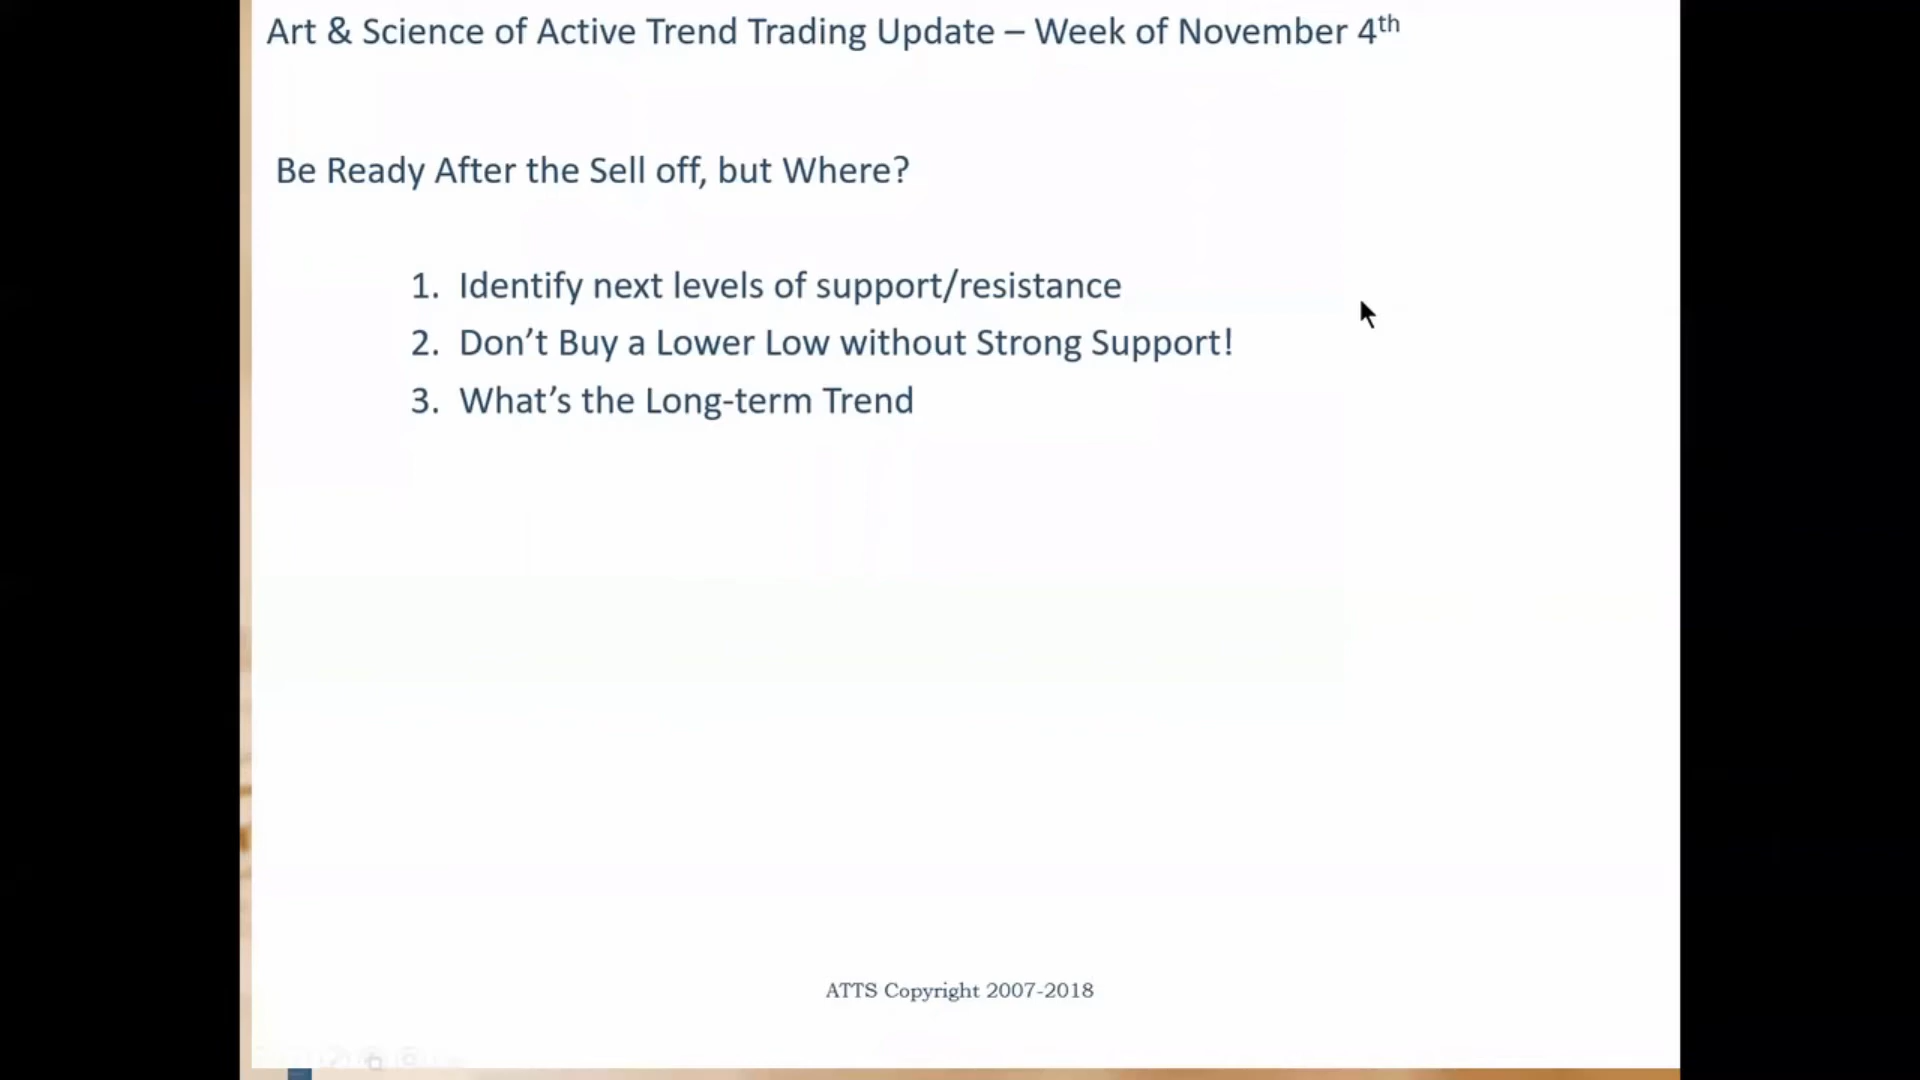 Art & Science of Active Trend Trading Update – Week of November 4th
Be Ready After the Sell off, but Where?
1. Identify next levels of support/resistance
2. Don’t Buy a Lower Low without Strong Support!
3. What’s the Long-term Trend
ATTS Copyright 2007-2018